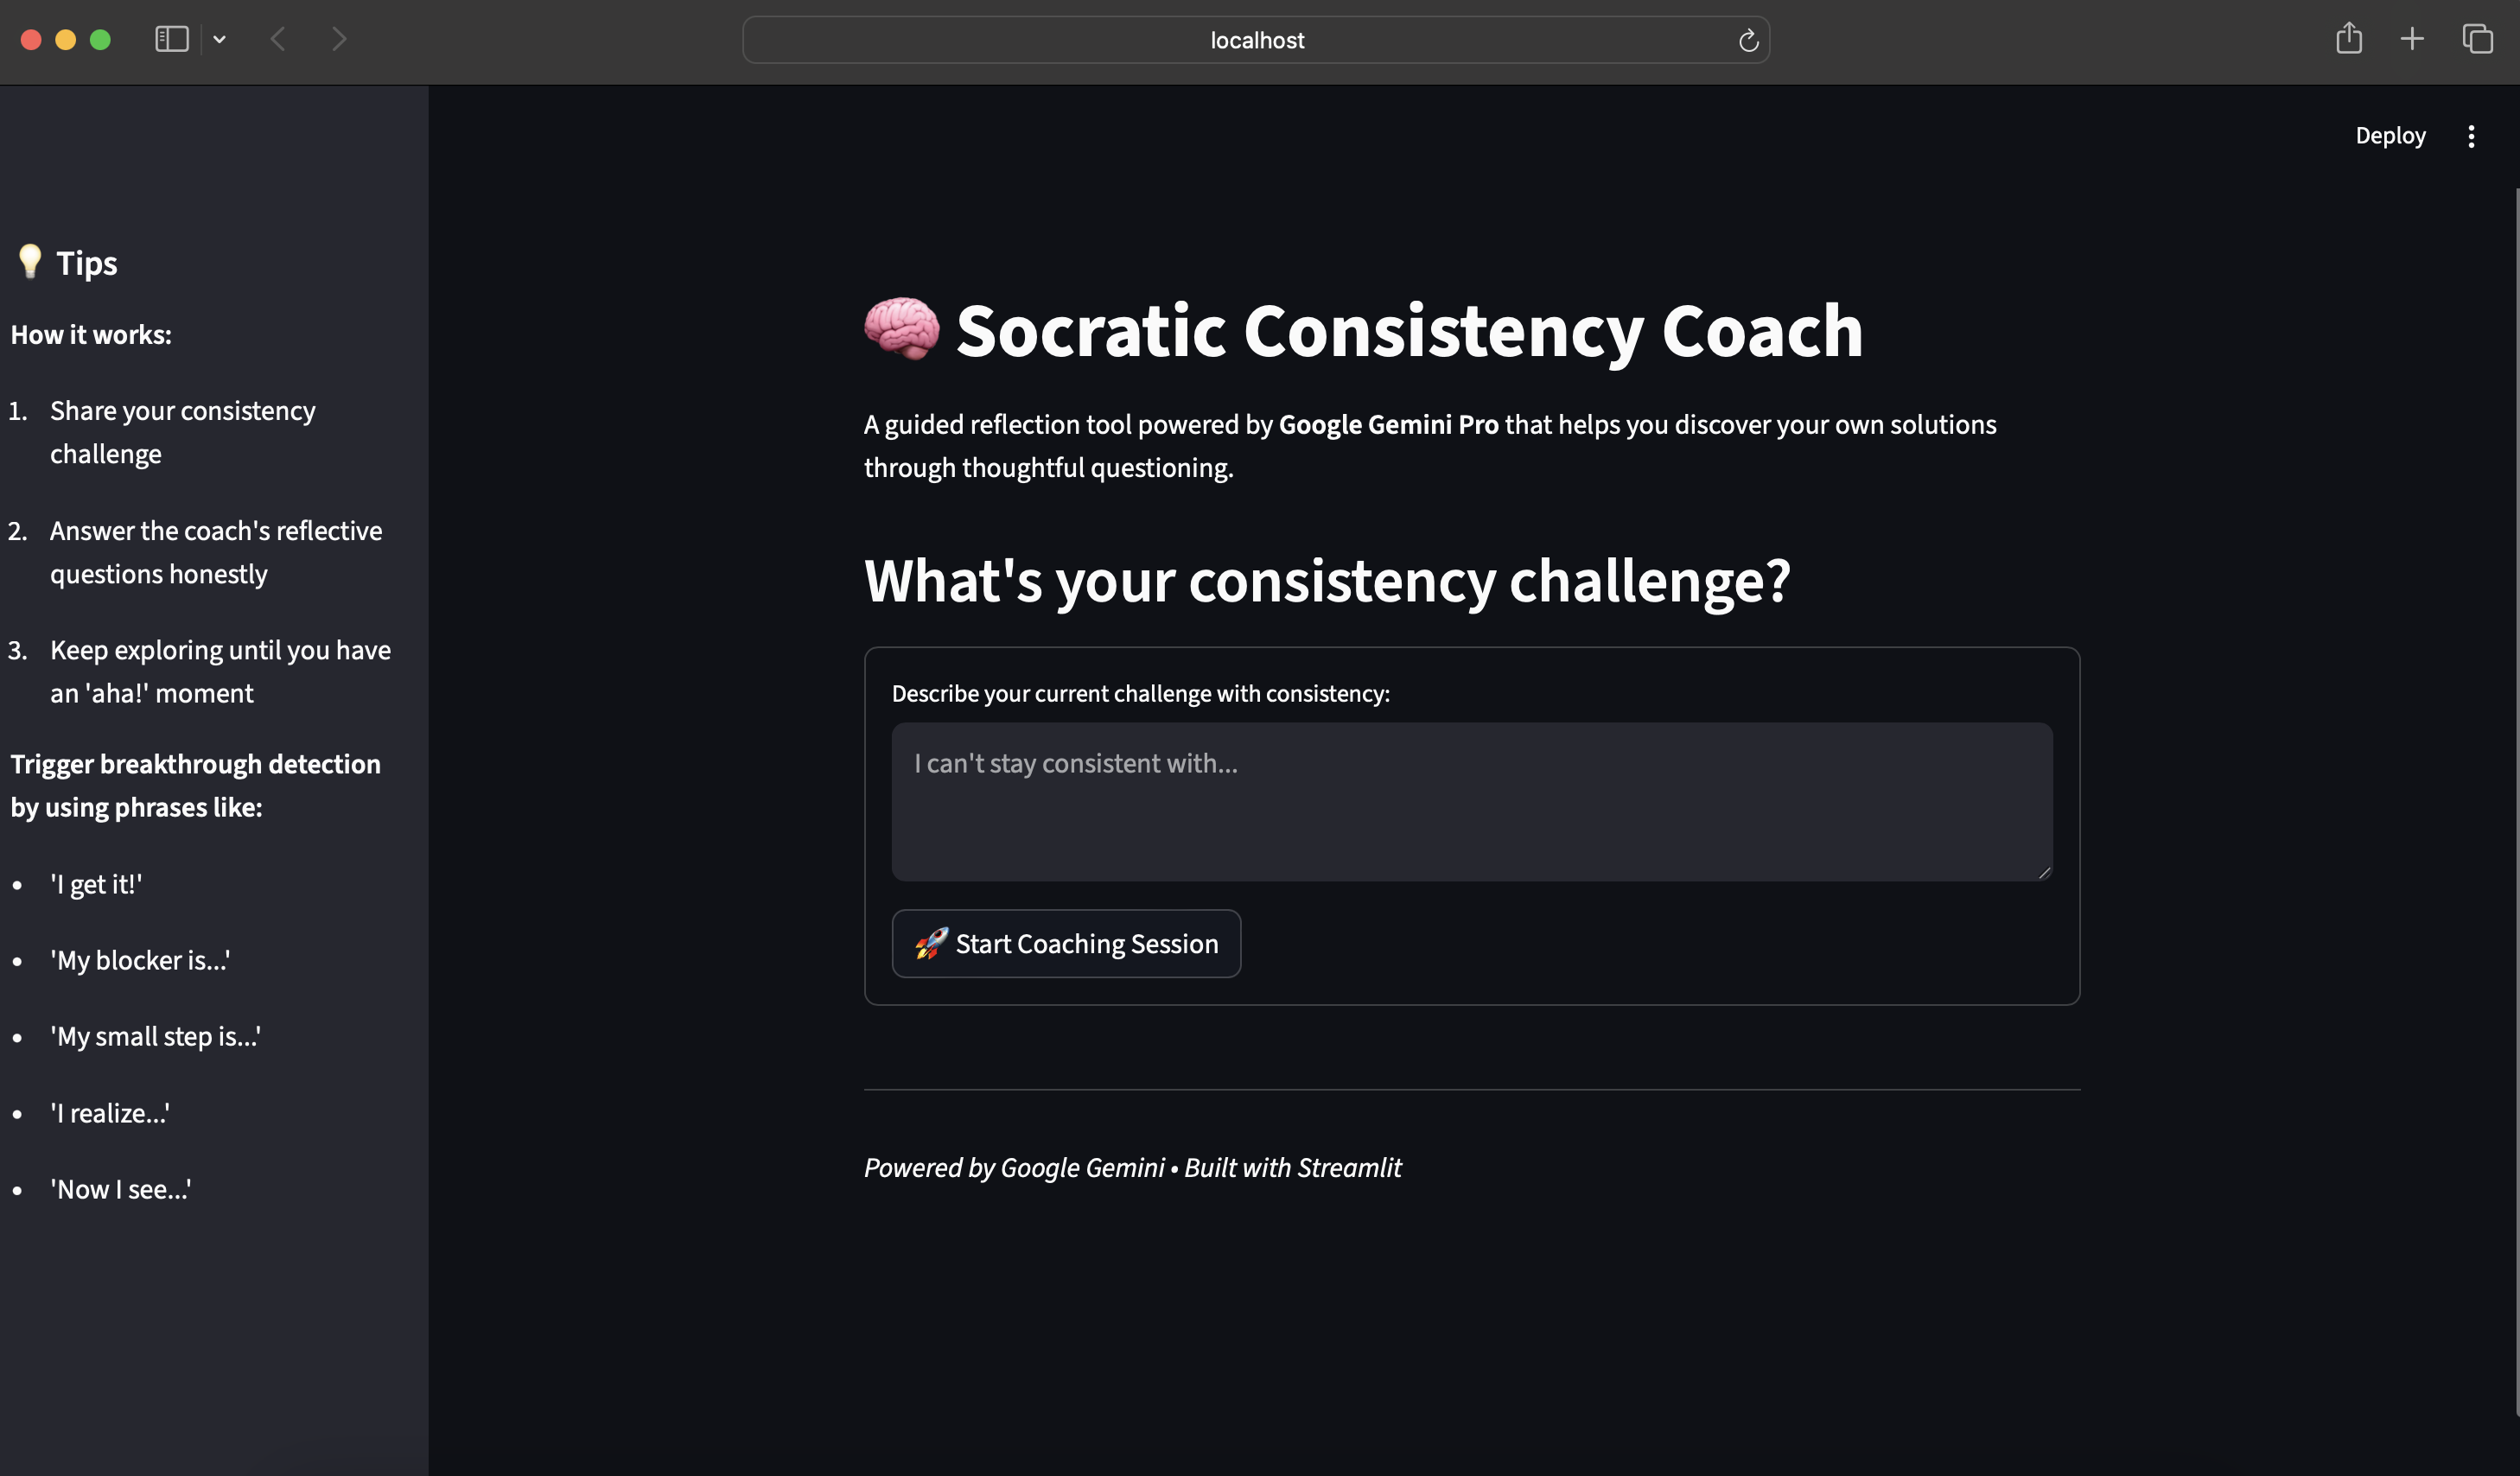 localhost
Deploy
💡 Tips
How it works:
1. Share your consistency
challenge
2. Answer the coach's reflective
questions honestly
3. Keep exploring until you have
an 'aha!' moment
Trigger breakthrough detection
by using phrases like:
• 'I get it!'
• 'My blocker is...'
• 'My small step is...'
• 'I realize...'
• 'Now I see...'
🧠 Socratic Consistency Coach
A guided reflection tool powered by Google Gemini Pro that helps you discover your own solutions
through thoughtful questioning.
What's your consistency challenge?
Describe your current challenge with consistency:
I can't stay consistent with...
🚀 Start Coaching Session
Powered by Google Gemini • Built with Streamlit